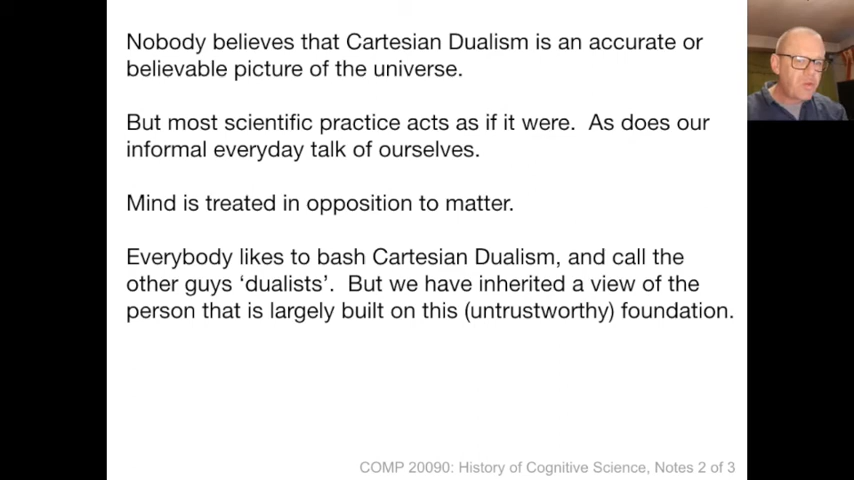 Nobody believes that Cartesian Dualism is an accurate or
believable picture of the universe.
But most scientific practice acts as if it were.  As does our
informal everyday talk of ourselves.
Mind is treated in opposition to matter.
Everybody likes to bash Cartesian Dualism, and call the
other guys ‘dualists’.  But we have inherited a view of the
person that is largely built on this (untrustworthy) foundation.
COMP 20090: History of Cognitive Science, Notes 2 of 3